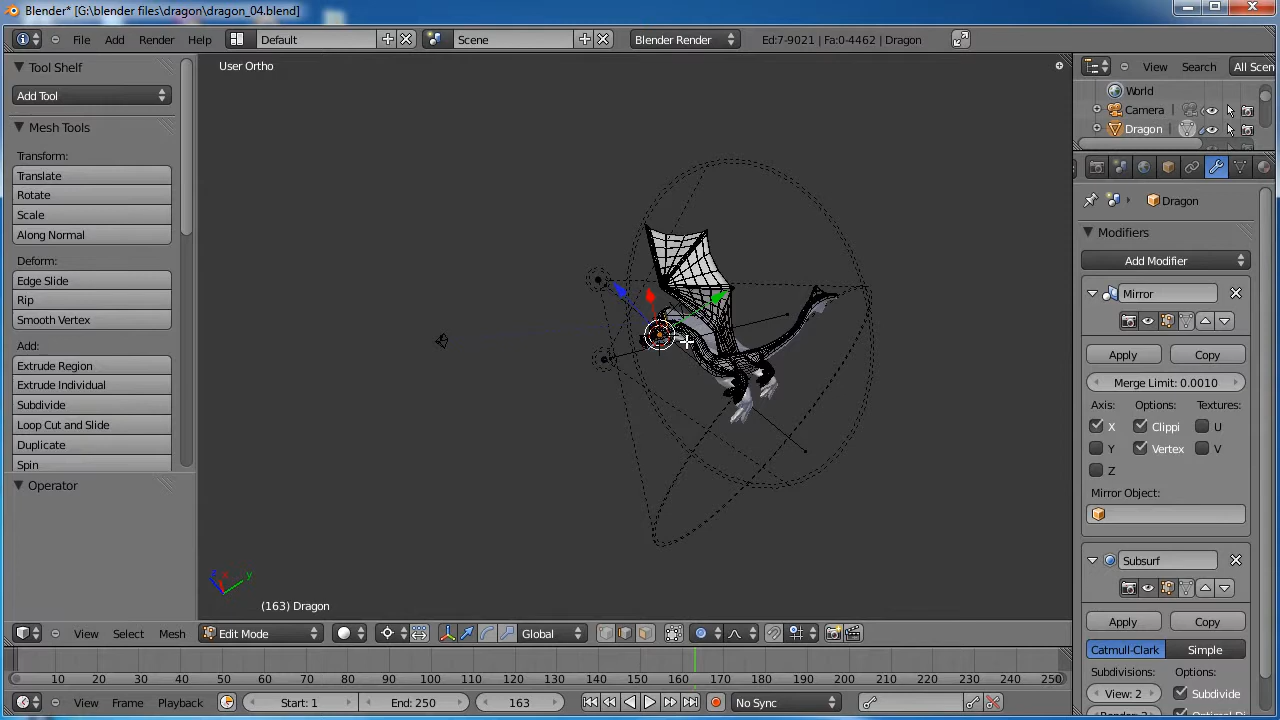 Blender* [G:\blender files\dragon\dragon_04.blend]
File Add Render Help Default Scene Blender Render Ed:7-9021 | Fa:0-4462 | Dragon
Tool Shelf
Add Tool
Mesh Tools
Transform:
Translate
Rotate
Scale
Along Normal
Deform:
Edge Slide
Rip
Smooth Vertex
Add:
Extrude Region
Extrude Individual
Subdivide
Loop Cut and Slide
Duplicate
Spin
Operator
User Ortho
z x y
(163) Dragon
View Search All Scen
World
Camera
Dragon
Dragon
Modifiers
Add Modifier
Mirror
Apply Copy
Merge Limit: 0.0010
Axis: Options: Textures:
X Clippi U
Y Vertex V
Z
Mirror Object:
Subsurf
Apply Copy
Catmull-Clark Simple
Subdivisions: Options:
View: 2 Subdivide
View Select Mesh Edit Mode Global
10 20 30 40 50 60 70 80 90 100 110 120 130 140 150 160 170 180 190 200 210 220 230 240 250
View Frame Playback Start: 1 End: 250 163 No Sync